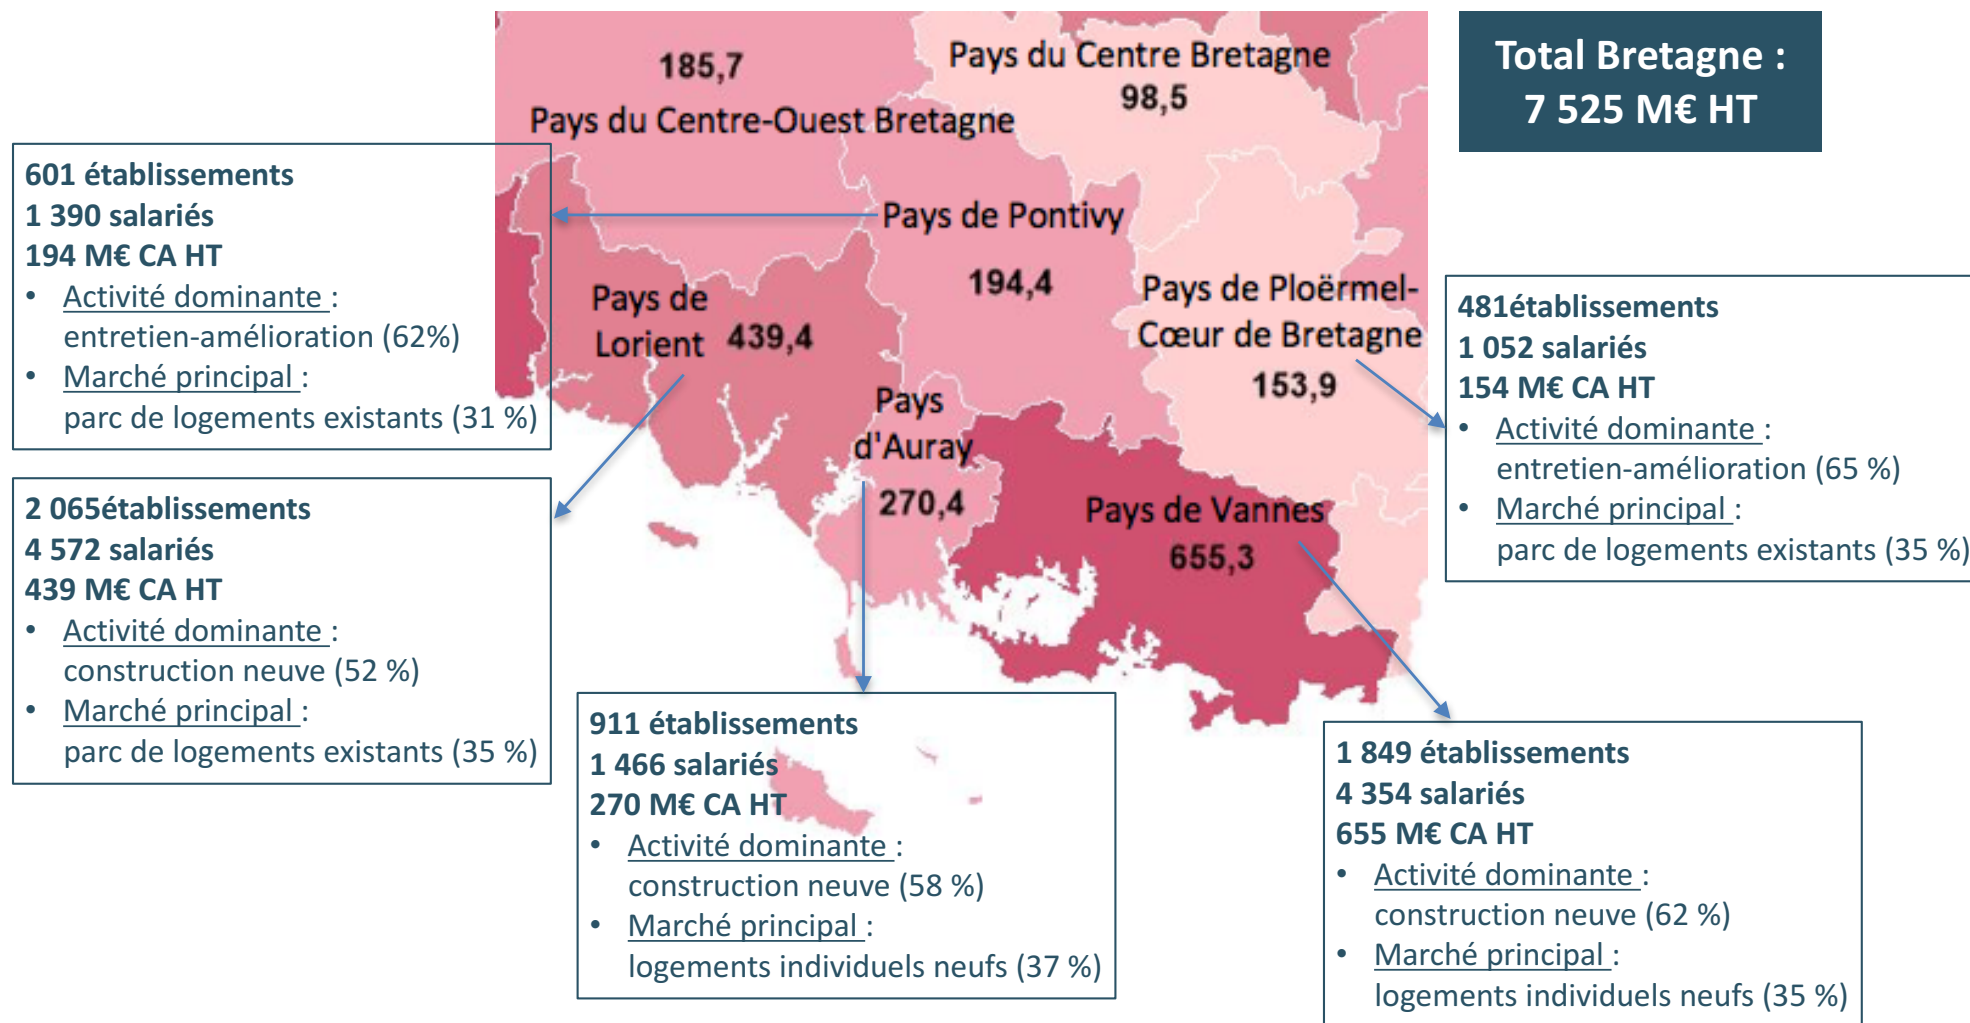 185,7
Pays du Centre-Ouest Bretagne
Pays du Centre Bretagne
98,5
Total Bretagne :
7 525 M€ HT
601 établissements
1 390 salariés
194 M€ CA HT
• Activité dominante :
entretien-amélioration (62%)
• Marché principal :
parc de logements existants (31 %)
Pays de Pontivy
194,4
Pays de
Lorient
439,4
Pays de Ploërmel-
Cœur de Bretagne
153,9
481établissements
1 052 salariés
154 M€ CA HT
• Activité dominante :
entretien-amélioration (65 %)
• Marché principal :
parc de logements existants (35 %)
Pays
d'Auray
270,4
Pays de Vannes
655,3
2 065établissements
4 572 salariés
439 M€ CA HT
• Activité dominante :
construction neuve (52 %)
• Marché principal :
parc de logements existants (35 %)
911 établissements
1 466 salariés
270 M€ CA HT
• Activité dominante :
construction neuve (58 %)
• Marché principal :
logements individuels neufs (37 %)
1 849 établissements
4 354 salariés
655 M€ CA HT
• Activité dominante :
construction neuve (62 %)
• Marché principal :
logements individuels neufs (35 %)